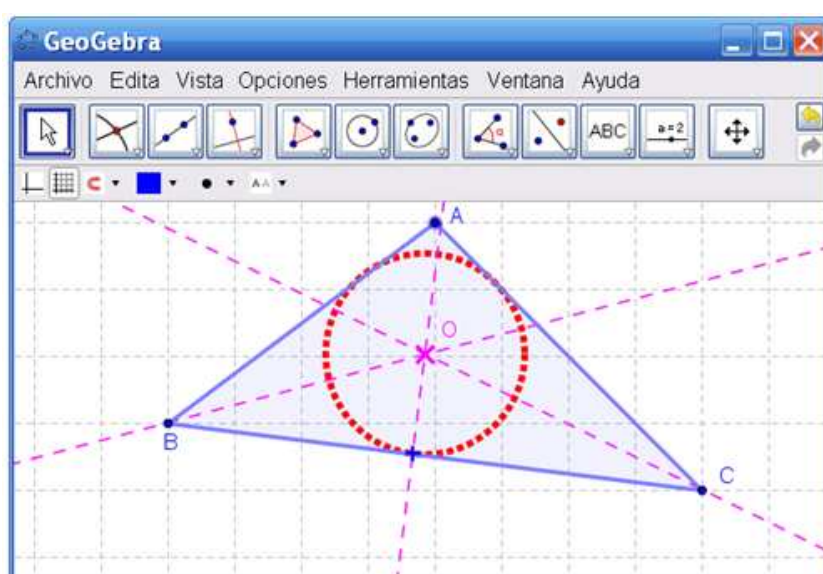 GeoGebra
Archivo Edita Vista Opciones Herramientas Ventana Ayuda
α ABC a=2
A·A
A
O
B
C